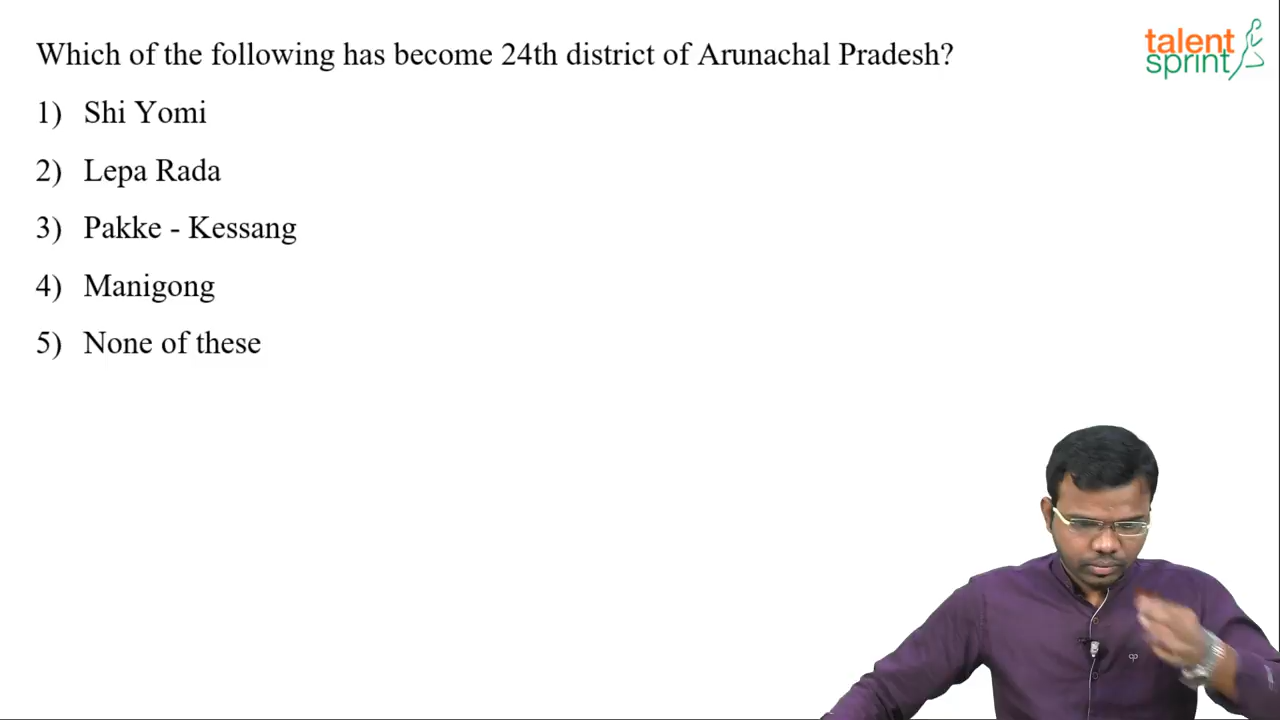 Which of the following has become 24th district of Arunachal Pradesh?
talent
sprint
1) Shi Yomi
2) Lepa Rada
3) Pakke - Kessang
4) Manigong
5) None of these